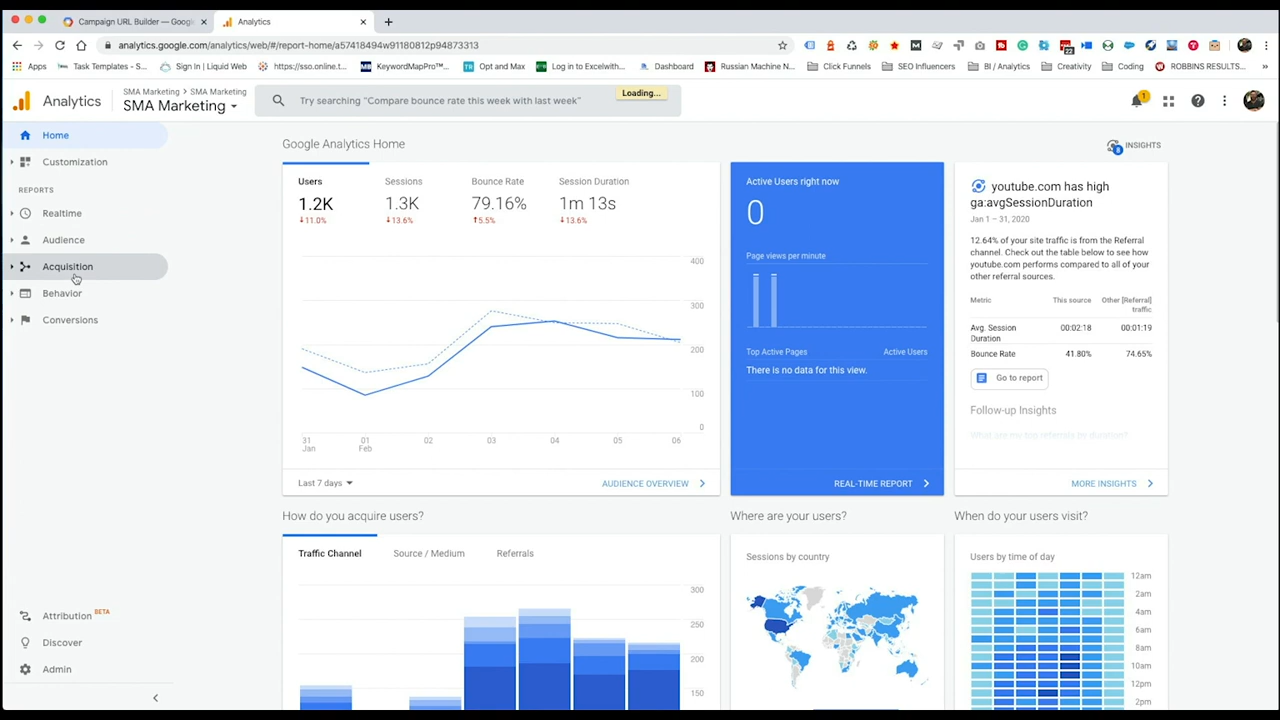 Campaign URL Builder — Goog
Analytics
analytics.google.com/analytics/web/#/report-home/a57418494w91180812p94873313
Apps
Task Templates - S...
Sign In | Liquid Web
https://sso.online.t...
KeywordMapPro™...
Opt and Max
Log in to Excelwith...
Dashboard
Russian Machine N...
Click Funnels
SEO Influencers
BI / Analytics
Creativity
Coding
ROBBINS RESULTS...
»
Analytics
SMA Marketing > SMA Marketing
SMA Marketing
Try searching "Compare bounce rate this week with last week"
Loading...
1
Home
Customization
REPORTS
Realtime
Audience
Acquisition
Behavior
Conversions
Attribution BETA
Discover
Admin
Google Analytics Home
INSIGHTS
Users
1.2K
11.0%
Sessions
1.3K
13.6%
Bounce Rate
79.16%
5.5%
Session Duration
1m 13s
13.6%
400
300
200
100
0
31 Jan
01 Feb
02
03
04
05
06
Last 7 days
AUDIENCE OVERVIEW
Active Users right now
0
Page views per minute
Top Active Pages
Active Users
There is no data for this view.
REAL-TIME REPORT
youtube.com has high
ga:avgSessionDuration
Jan 1 – 31, 2020
12.64% of your site traffic is from the Referral
channel. Check out the table below to see how
youtube.com performs compared to all of your
other referral sources.
Metric
This source
Other [Referral] traffic
Avg. Session Duration
00:02:18
00:01:19
Bounce Rate
41.80%
74.65%
Go to report
Follow-up Insights
What are my top referrals by duration?
MORE INSIGHTS
How do you acquire users?
Traffic Channel
Source / Medium
Referrals
300
250
200
150
Where are your users?
Sessions by country
When do your users visit?
Users by time of day
12am
2am
4am
6am
8am
10am
12pm
2pm